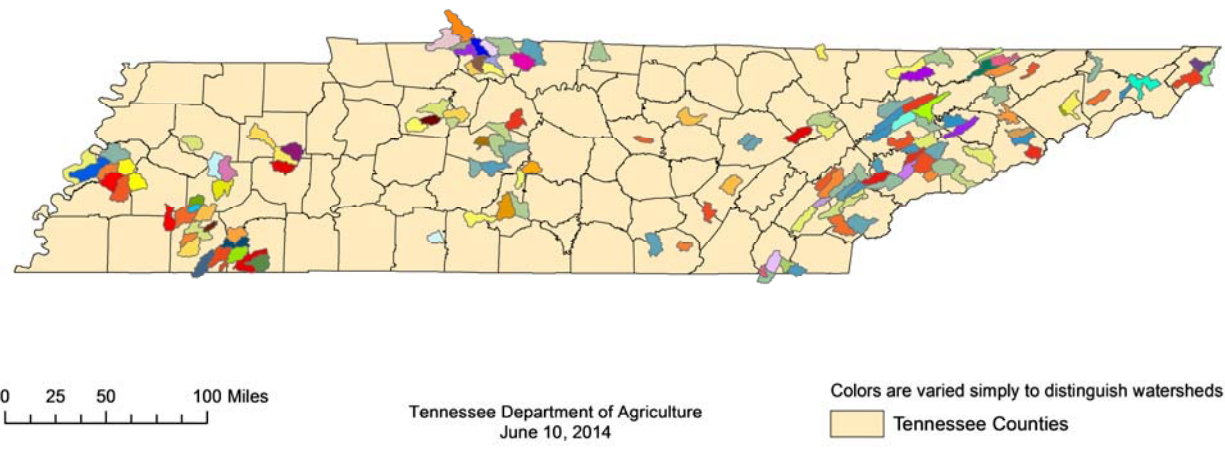 0 25 50 100 Miles
Tennessee Department of Agriculture
June 10, 2014
Colors are varied simply to distinguish watersheds
Tennessee Counties